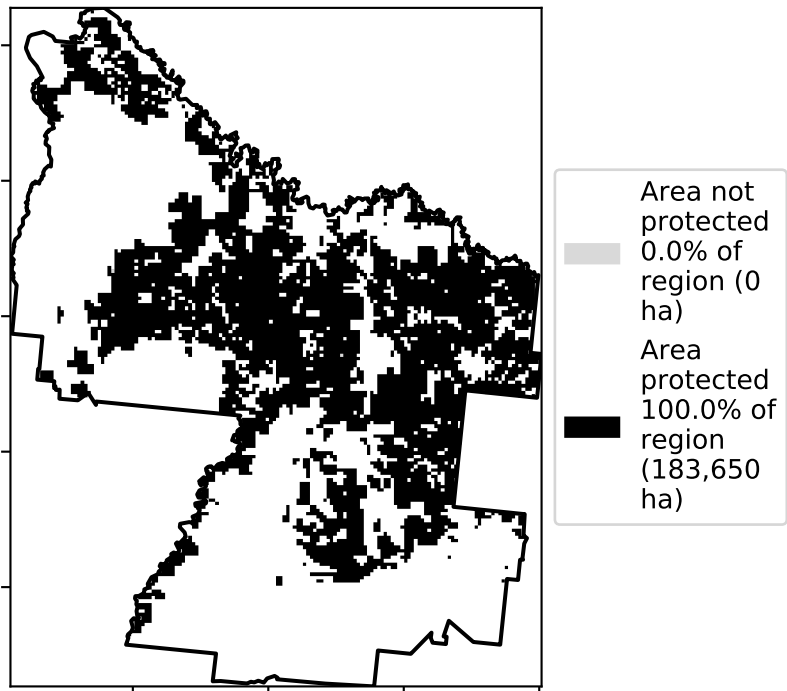 Area not
protected
0.0% of
region (0
ha)
Area
protected
100.0% of
region
(183,650
ha)